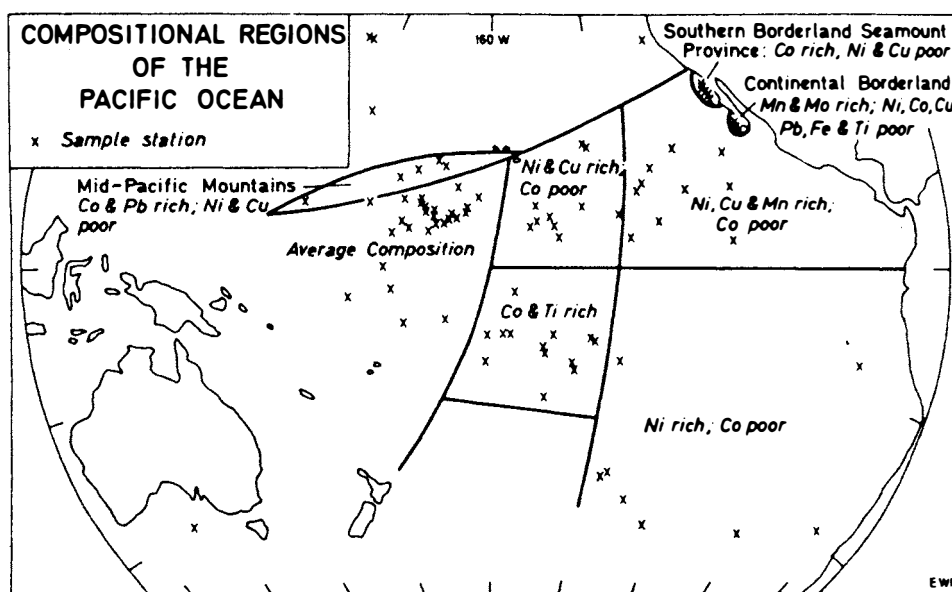 COMPOSITIONAL REGIONS
OF THE
PACIFIC OCEAN
x Sample station
160 W
Southern Borderland Seamount
Province: Co rich, Ni & Cu poor
Continental Borderland
Mn & Mo rich; Ni, Co, Cu
Pb, Fe & Ti poor
Mid-Pacific Mountains
Co & Pb rich; Ni & Cu
poor
Ni & Cu rich;
Co poor
Ni, Cu & Mn rich;
Co poor
Average Composition
Co & Ti rich
Ni rich; Co poor